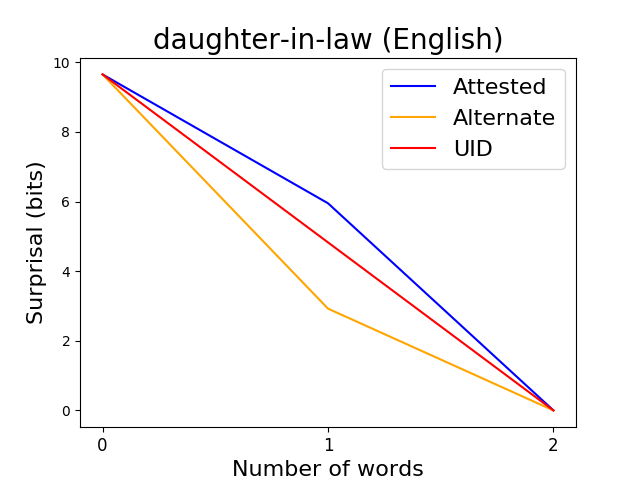 daughter-in-law (English)
Attested
Alternate
UID
Surprisal (bits)
10
8
6
4
2
0
0 1 2
Number of words